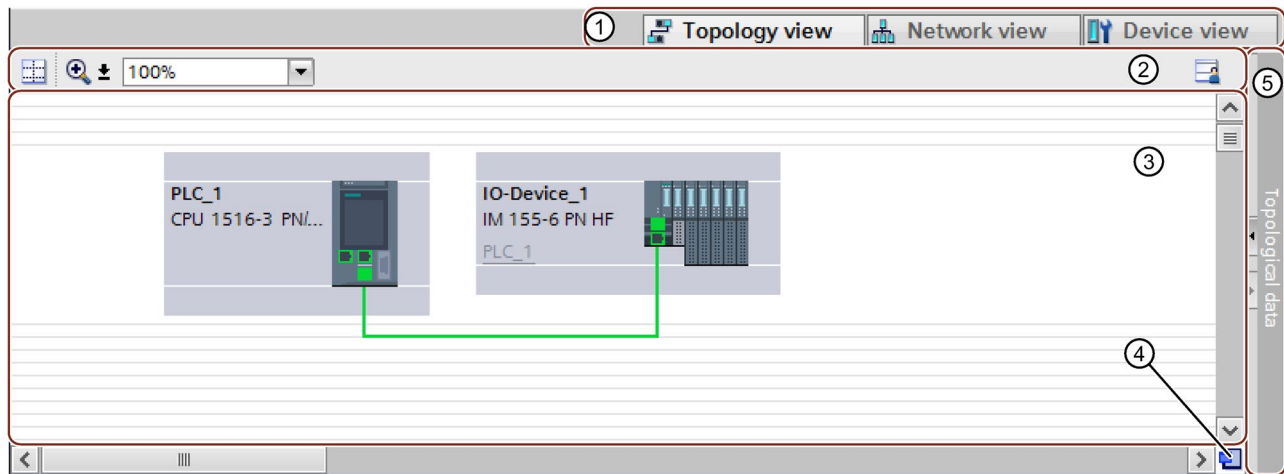 ① Topology view Network view Device view
100% ② ⑤
③
PLC_1 IO-Device_1
CPU 1516-3 PN/... IM 155-6 PN HF
PLC_1
Topological data
④